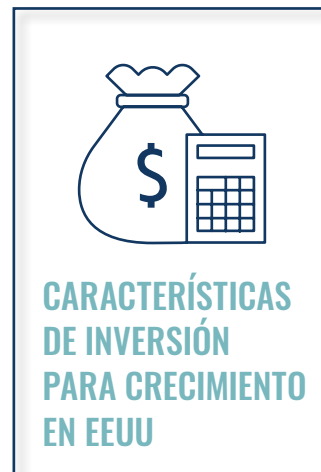 $
CARACTERÍSTICAS
DE INVERSIÓN
PARA CRECIMIENTO
EN EEUU